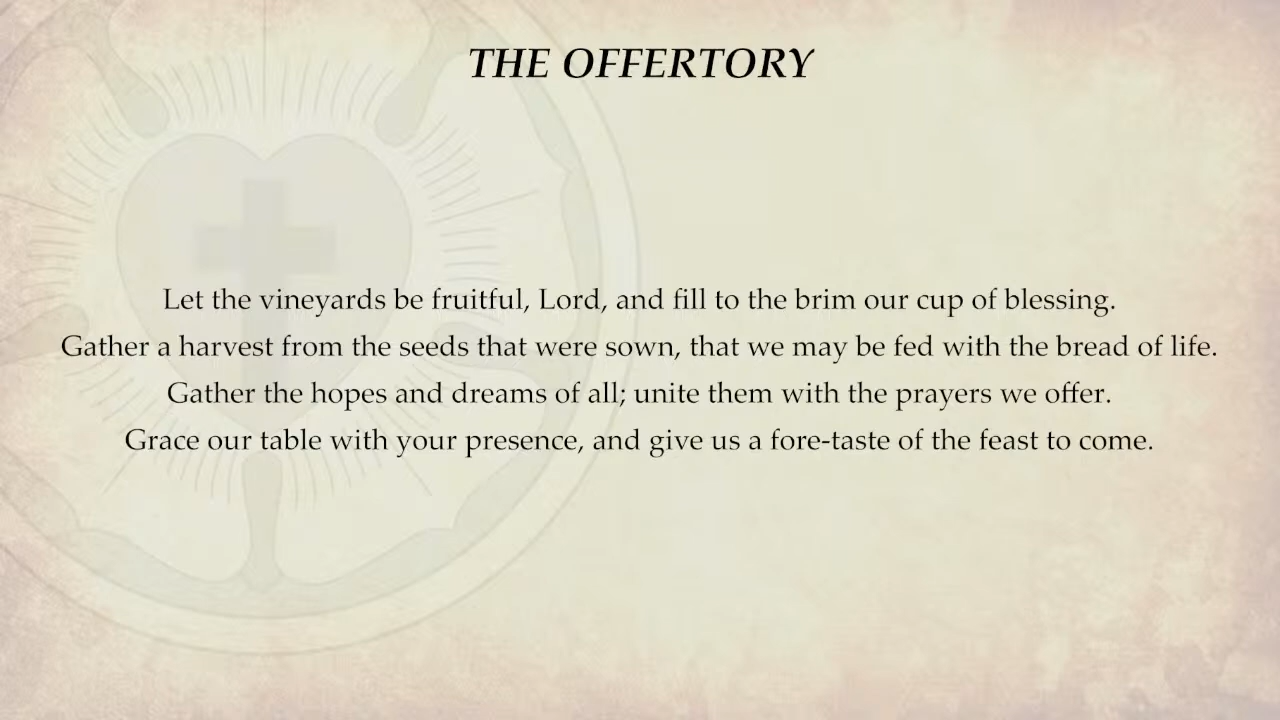 THE OFFERTORY
Let the vineyards be fruitful, Lord, and fill to the brim our cup of blessing.
Gather a harvest from the seeds that were sown, that we may be fed with the bread of life.
Gather the hopes and dreams of all; unite them with the prayers we offer.
Grace our table with your presence, and give us a fore-taste of the feast to come.